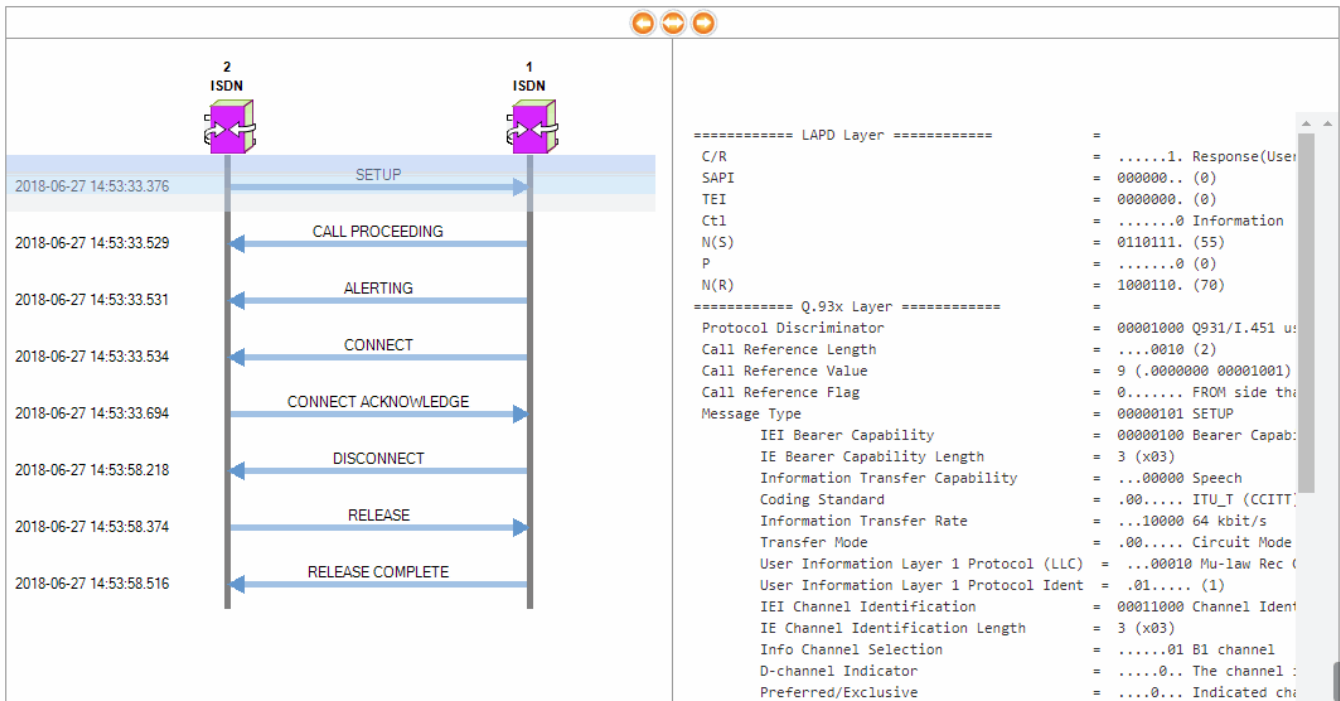 2 1
ISDN ISDN
2018-06-27 14:53:33.376 SETUP
2018-06-27 14:53:33.529 CALL PROCEEDING
2018-06-27 14:53:33.531 ALERTING
2018-06-27 14:53:33.534 CONNECT
2018-06-27 14:53:33.694 CONNECT ACKNOWLEDGE
2018-06-27 14:53:58.218 DISCONNECT
2018-06-27 14:53:58.374 RELEASE
2018-06-27 14:53:58.516 RELEASE COMPLETE
============ LAPD Layer ============ =
C/R = ......1. Response(User
SAPI = 000000.. (0)
TEI = 0000000. (0)
Ctl = .......0 Information
N(S) = 0110111. (55)
P = .......0 (0)
N(R) = 1000110. (70)
============ Q.93x Layer ============ =
Protocol Discriminator = 00001000 Q931/I.451
Call Reference Length = ....0010 (2)
Call Reference Value = 9 (.0000000 00001001)
Call Reference Flag = 0....... FROM side
Message Type = 00000101 SETUP
IEI Bearer Capability = 00000100 Bearer
IE Bearer Capability Length = 3 (x03)
Information Transfer Capability = ...00000 Speech
Coding Standard = .00..... ITU_T (CCITT)
Information Transfer Rate = ...10000 64 kbit/s
Transfer Mode = .00..... Circuit Mode
User Information Layer 1 Protocol (LLC) = ...00010 Mu-law Rec
User Information Layer 1 Protocol Ident = .01..... (1)
IEI Channel Identification = 00011000 Channel
IE Channel Identification Length = 3 (x03)
Info Channel Selection = ......01 B1 channel
D-channel Indicator = .....0.. The channel
Preferred/Exclusive = ....0... Indicated